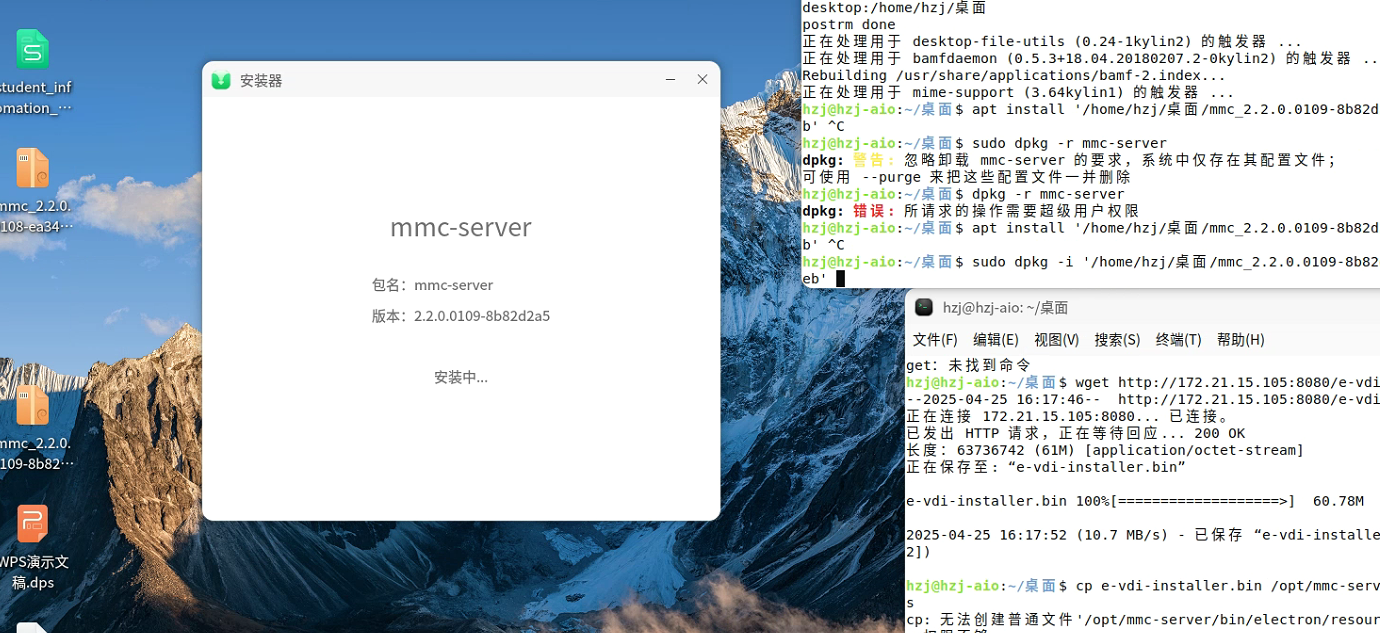 student_inf
omation_…
mmc_2.2.0.
108-ea34…
mmc_2.2.0.
109-8b82…
WPS演示文
稿.dps
安装器
mmc-server
包名：mmc-server
版本：2.2.0.0109-8b82d2a5
安装中...
desktop:/home/hzj/桌面
postrm done
正在处理用于 desktop-file-utils (0.24-1kylin2) 的触发器 ...
正在处理用于 bamfdaemon (0.5.3+18.04.20180207.2-0kylin2) 的触发器 ..
Rebuilding /usr/share/applications/bamf-2.index...
正在处理用于 mime-support (3.64kylin1) 的触发器 ...
hzj@hzj-aio:~/桌面$ apt install '/home/hzj/桌面/mmc_2.2.0.0109-8b82d
b' ^C
hzj@hzj-aio:~/桌面$ sudo dpkg -r mmc-server
dpkg: 警告: 忽略卸载 mmc-server 的要求，系统中仅存在其配置文件；
可使用 --purge 来把这些配置文件一并删除
hzj@hzj-aio:~/桌面$ dpkg -r mmc-server
dpkg: 错误: 所请求的操作需要超级用户权限
hzj@hzj-aio:~/桌面$ apt install '/home/hzj/桌面/mmc_2.2.0.0109-8b82d
b' ^C
hzj@hzj-aio:~/桌面$ sudo dpkg -i '/home/hzj/桌面/mmc_2.2.0.0109-8b82
eb'
hzj@hzj-aio: ~/桌面
文件(F) 编辑(E) 视图(V) 搜索(S) 终端(T) 帮助(H)
get：未找到命令
hzj@hzj-aio:~/桌面$ wget http://172.21.15.105:8080/e-vdi
--2025-04-25 16:17:46-- http://172.21.15.105:8080/e-vdi
正在连接 172.21.15.105:8080... 已连接。
已发出 HTTP 请求，正在等待回应... 200 OK
长度：63736742 (61M) [application/octet-stream]
正在保存至: “e-vdi-installer.bin”
e-vdi-installer.bin 100%[===================>] 60.78M
2025-04-25 16:17:52 (10.7 MB/s) - 已保存 “e-vdi-installe
2])
hzj@hzj-aio:~/桌面$ cp e-vdi-installer.bin /opt/mmc-serv
s
cp: 无法创建普通文件'/opt/mmc-server/bin/electron/resour